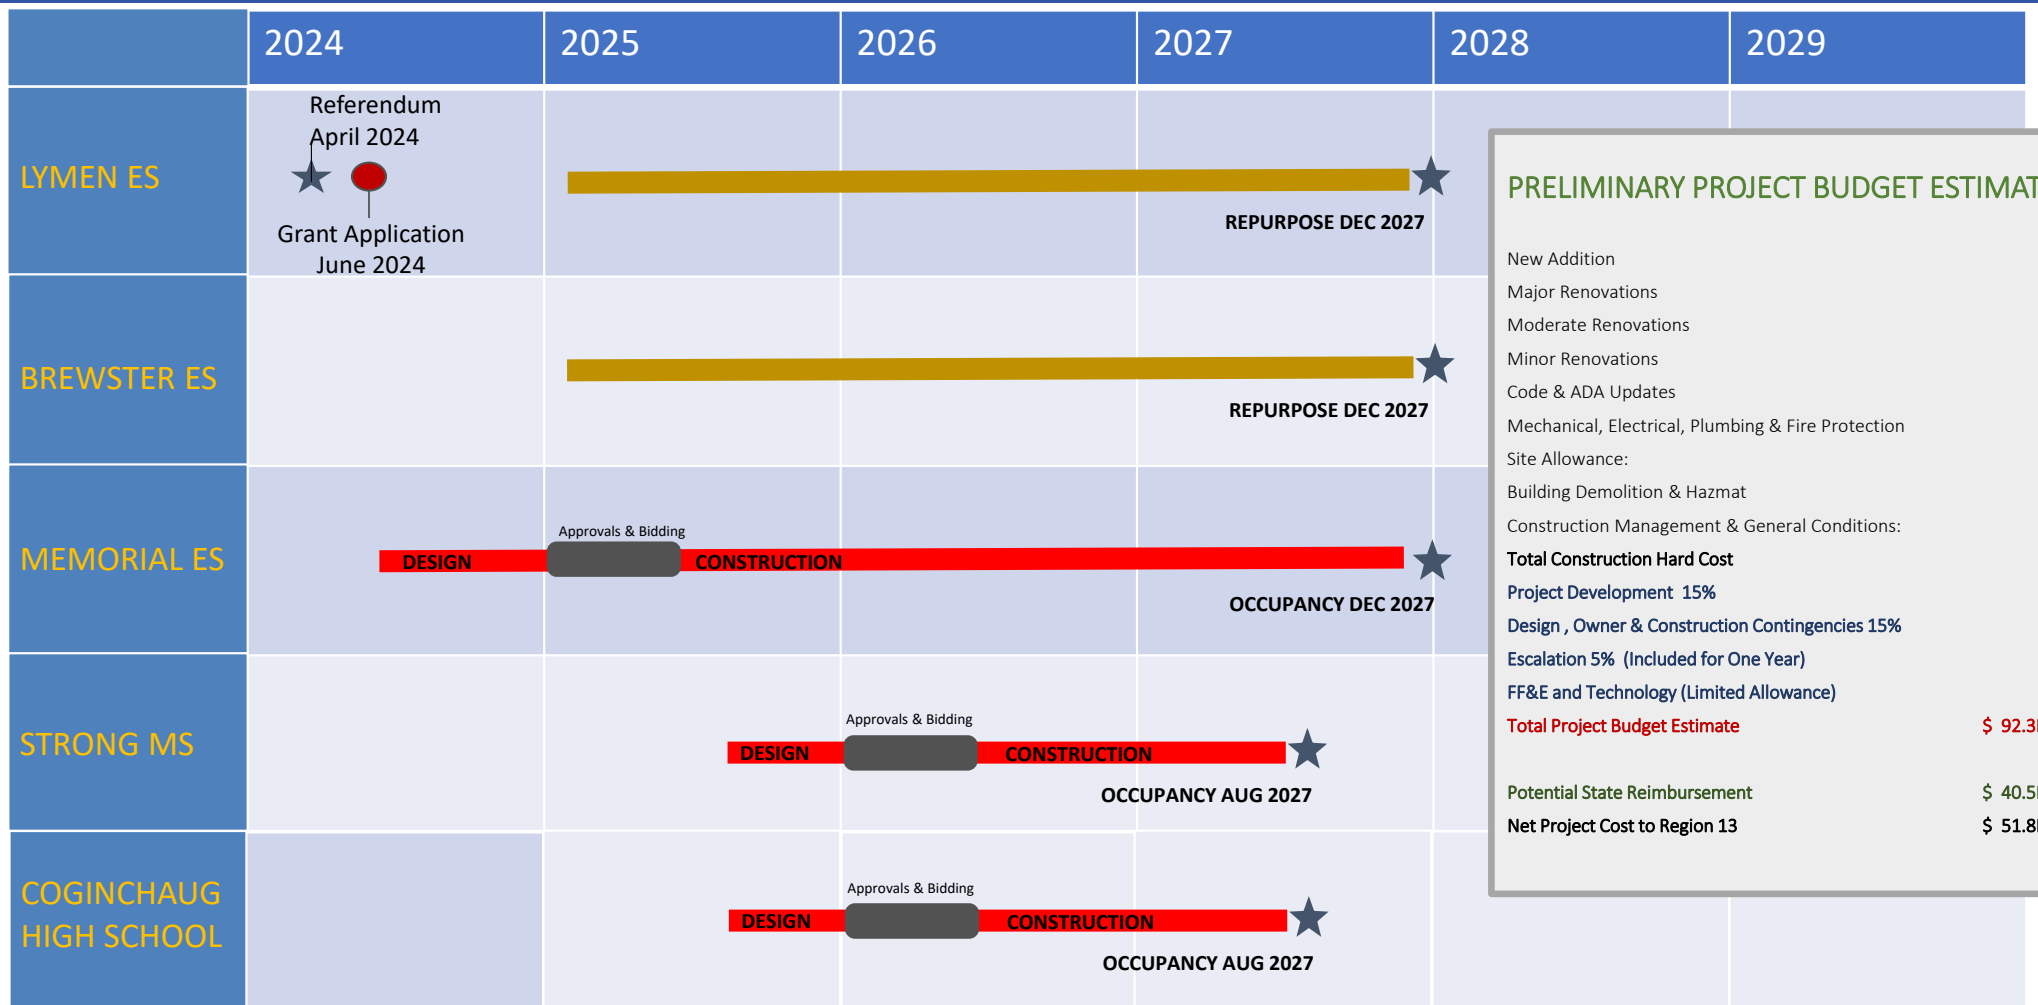 2024 2025 2026 2027 2028 2029
LYMEN ES
Referendum
April 2024
Grant Application
June 2024
REPURPOSE DEC 2027
BREWSTER ES
REPURPOSE DEC 2027
MEMORIAL ES
Approvals & Bidding
DESIGN CONSTRUCTION
OCCUPANCY DEC 2027
STRONG MS
Approvals & Bidding
DESIGN CONSTRUCTION
OCCUPANCY AUG 2027
COGINCHAUG
HIGH SCHOOL
Approvals & Bidding
DESIGN CONSTRUCTION
OCCUPANCY AUG 2027
PRELIMINARY PROJECT BUDGET ESTIMAT
New Addition
Major Renovations
Moderate Renovations
Minor Renovations
Code & ADA Updates
Mechanical, Electrical, Plumbing & Fire Protection
Site Allowance:
Building Demolition & Hazmat
Construction Management & General Conditions:
Total Construction Hard Cost
Project Development 15%
Design , Owner & Construction Contingencies 15%
Escalation 5% (Included for One Year)
FF&E and Technology (Limited Allowance)
Total Project Budget Estimate $ 92.3
Potential State Reimbursement $ 40.5
Net Project Cost to Region 13 $ 51.8